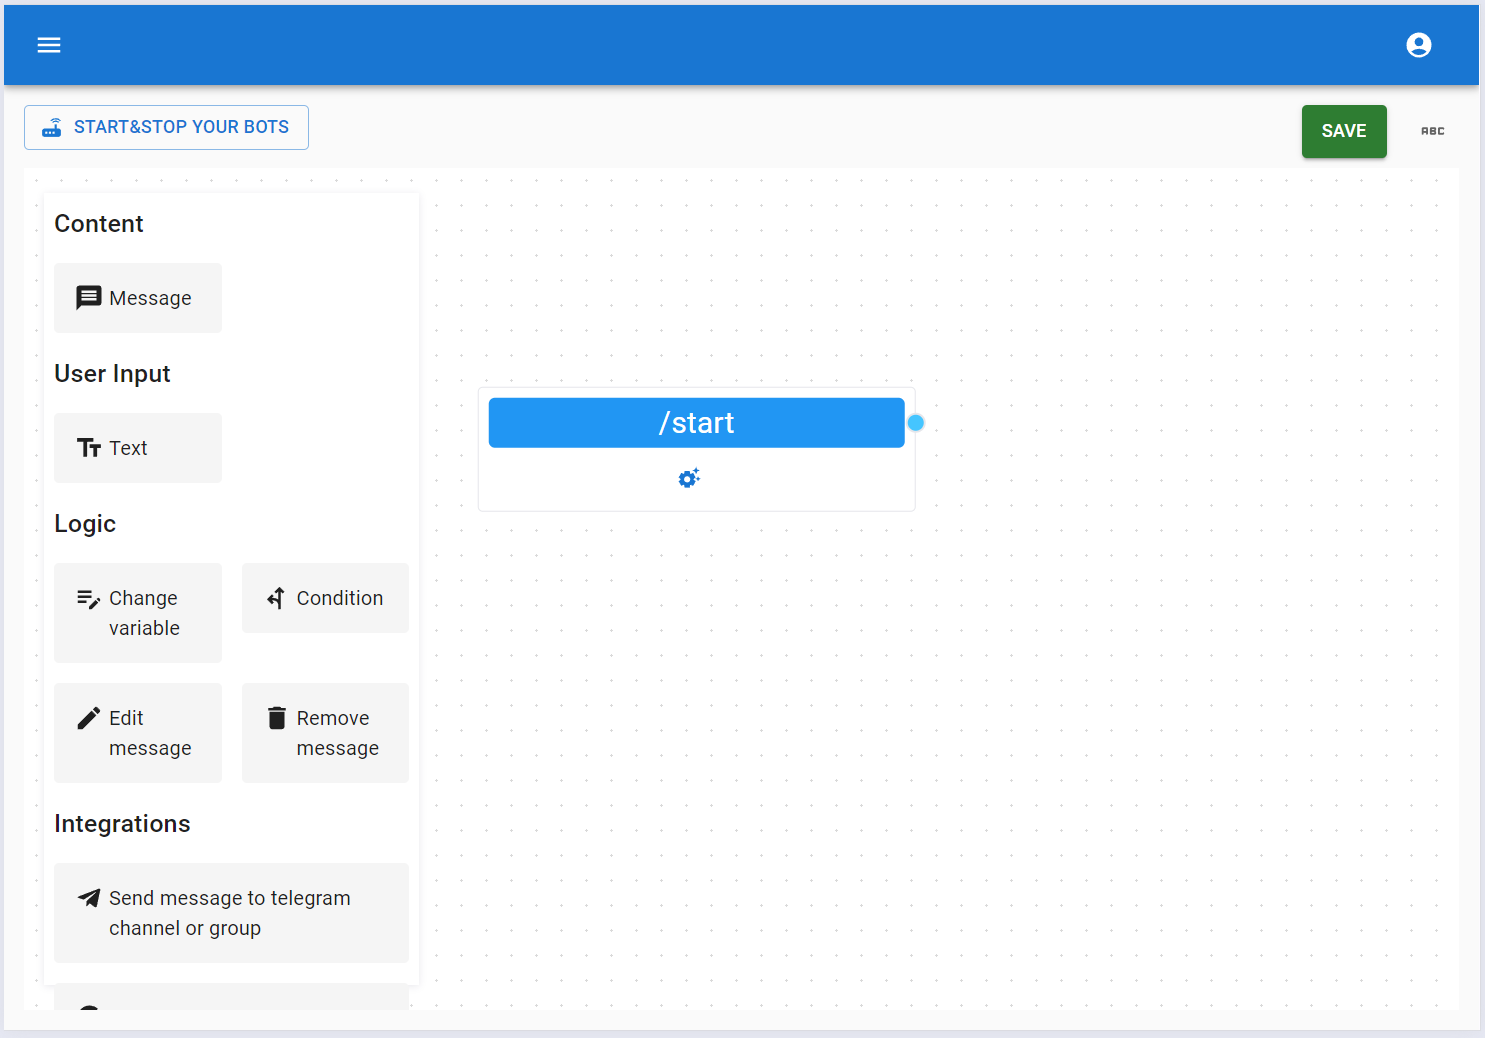 START&STOP YOUR BOTS
SAVE
ABC
Content
Message
User Input
Text
Logic
Change
variable
Condition
Edit
message
Remove
message
Integrations
Send message to telegram
channel or group
/start